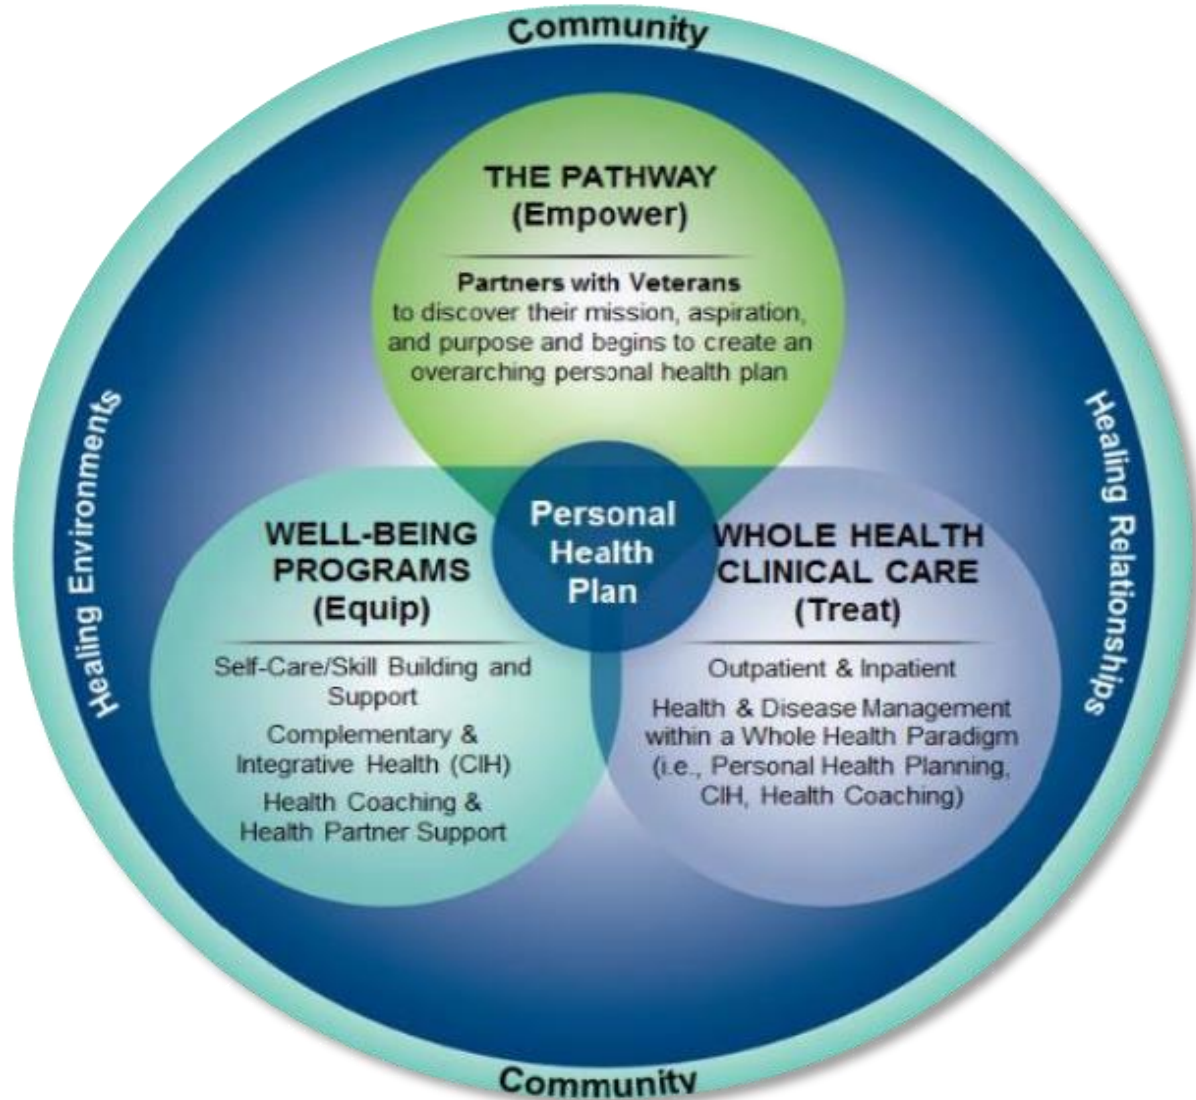 Community
THE PATHWAY
(Empower)
Partners with Veterans
to discover their mission, aspiration,
and purpose and begins to create an
overarching personal health plan
Healing Environments
Healing Relationships
Personal
Health
Plan
WELL-BEING
PROGRAMS
(Equip)
Self-Care/Skill Building and
Support
Complementary &
Integrative Health (CIH)
Health Coaching &
Health Partner Support
WHOLE HEALTH
CLINICAL CARE
(Treat)
Outpatient & Inpatient
Health & Disease Management
within a Whole Health Paradigm
(i.e., Personal Health Planning,
CIH, Health Coaching)
Community